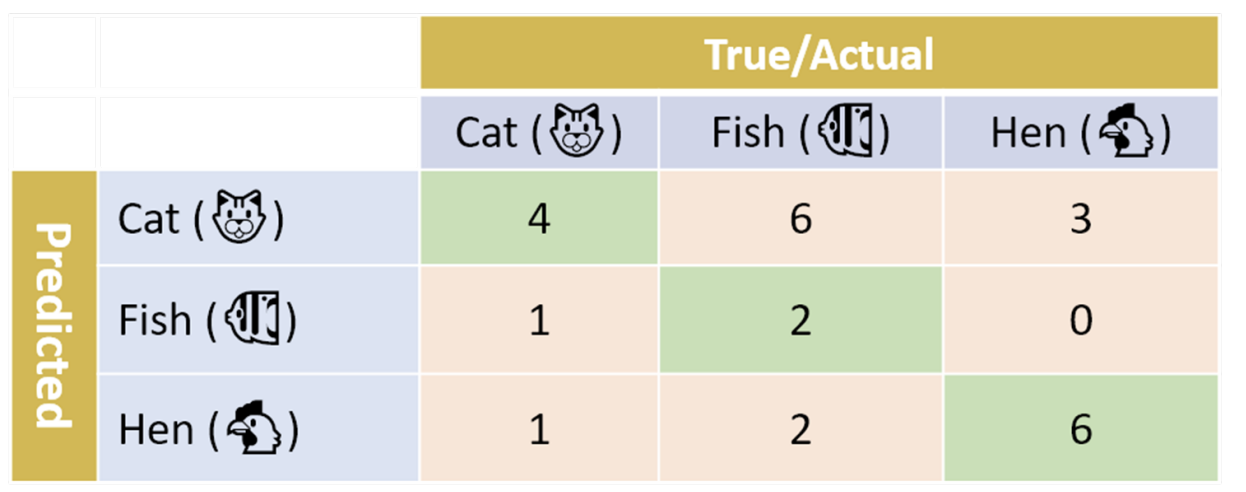 True/Actual
Cat ( ) Fish ( ) Hen ( )
Predicted
Cat ( ) 4 6 3
Fish ( ) 1 2 0
Hen ( ) 1 2 6